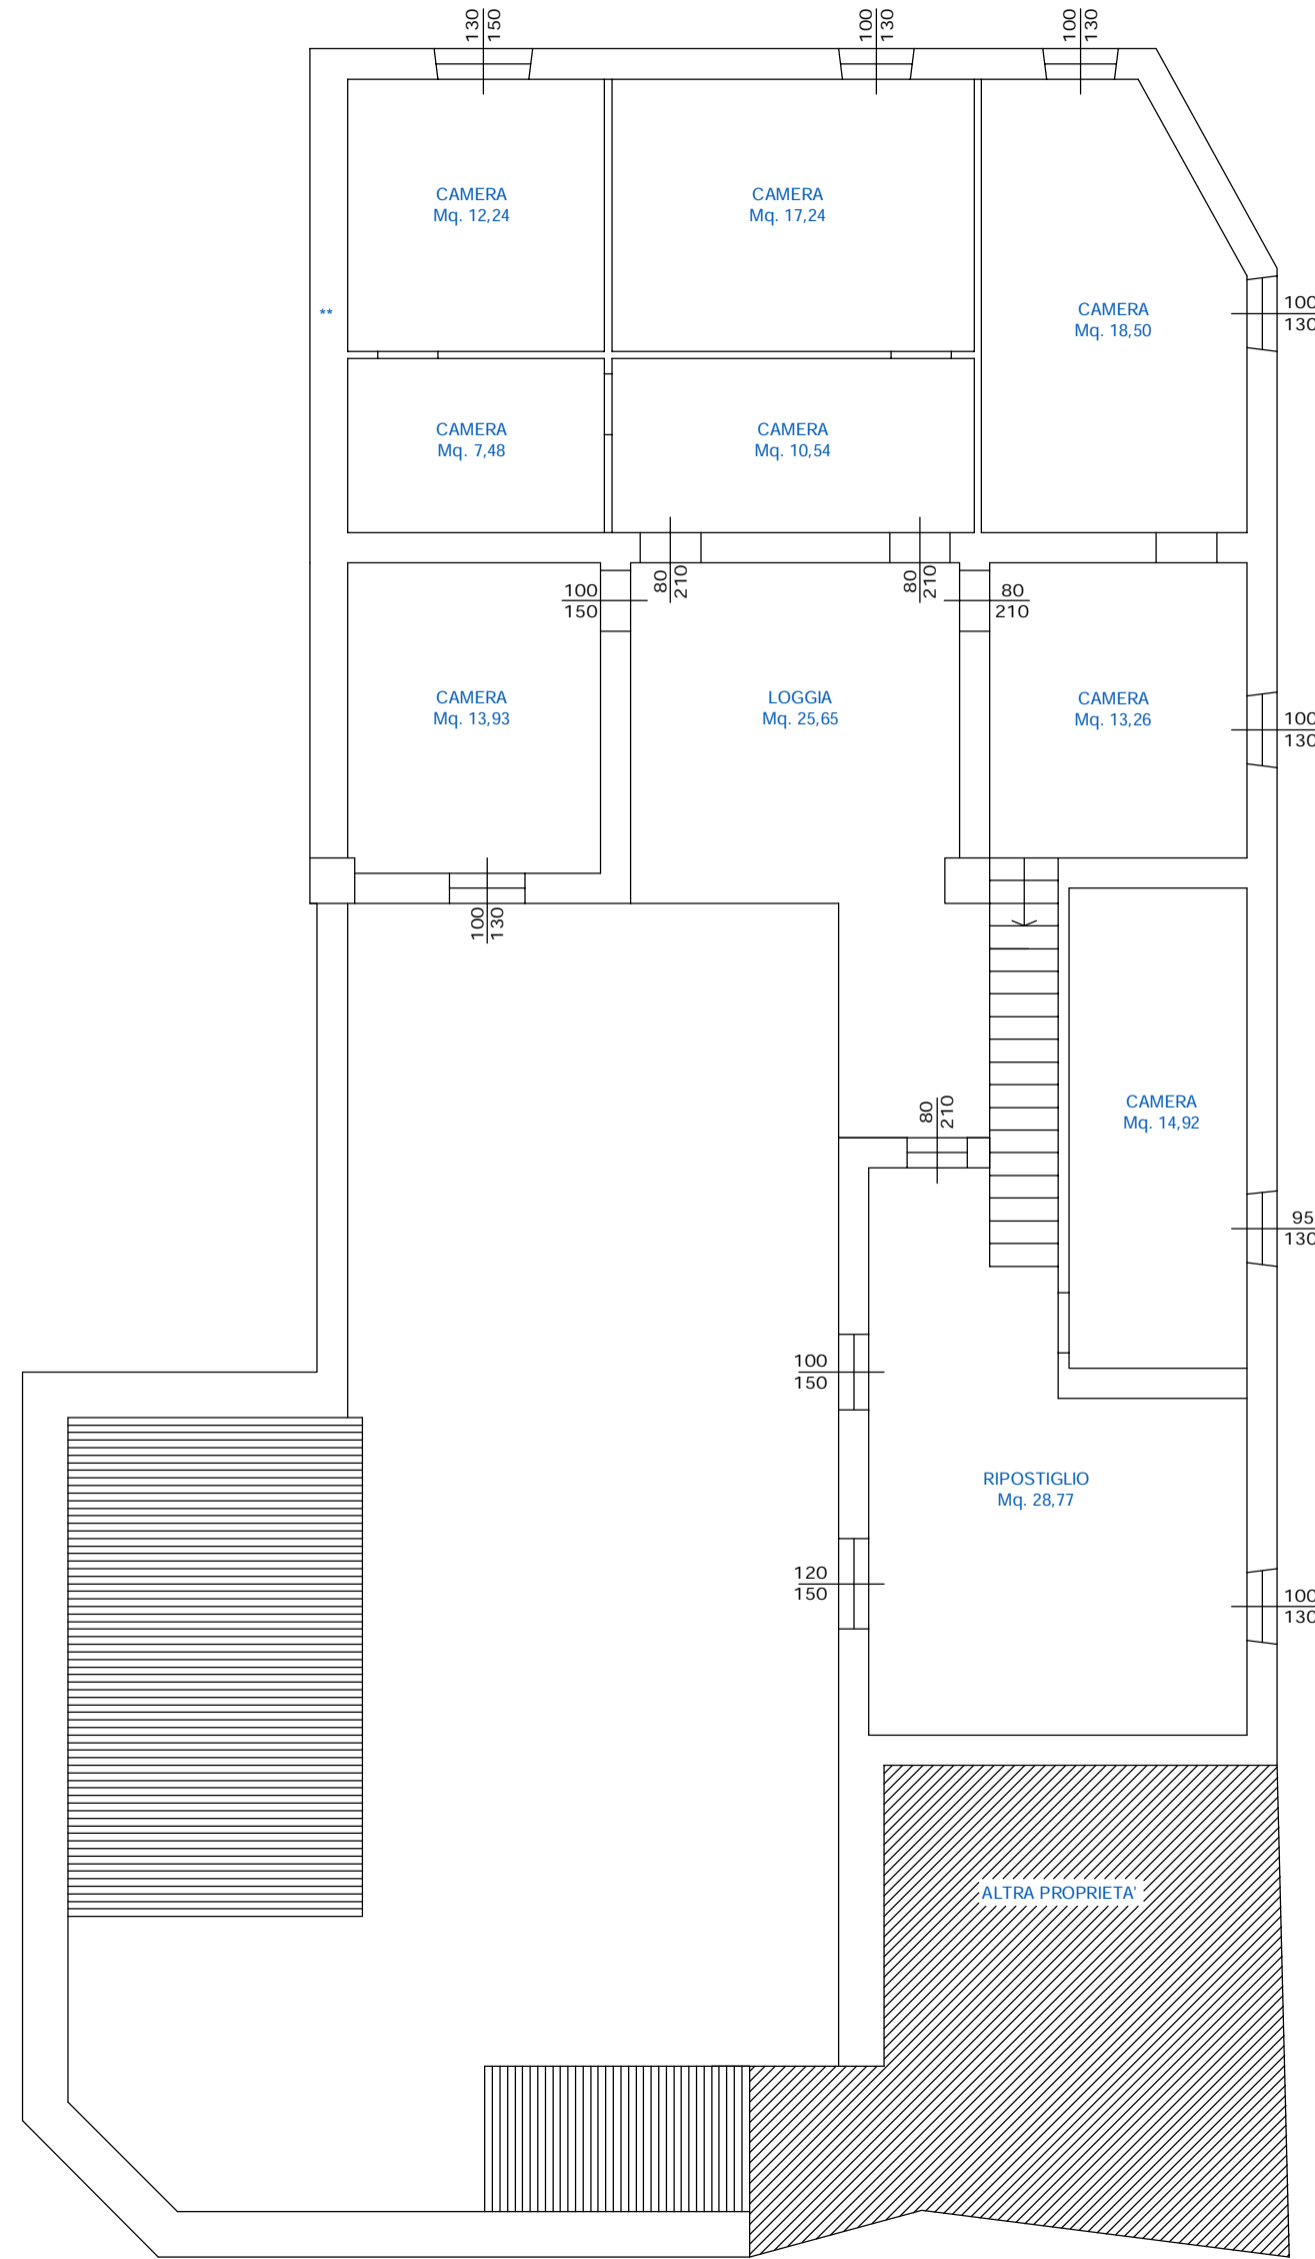 130
150
100
130
100
130
CAMERA
Mq. 12,24
CAMERA
Mq. 17,24
**
CAMERA
Mq. 18,50
100
130
CAMERA
Mq. 7,48
CAMERA
Mq. 10,54
100
150
80
210
80
210
80
210
CAMERA
Mq. 13,93
LOGGIA
Mq. 25,65
CAMERA
Mq. 13,26
100
130
100
130
80
210
CAMERA
Mq. 14,92
95
130
100
150
RIPOSTIGLIO
Mq. 28,77
120
150
100
130
ALTRA PROPRIETA'